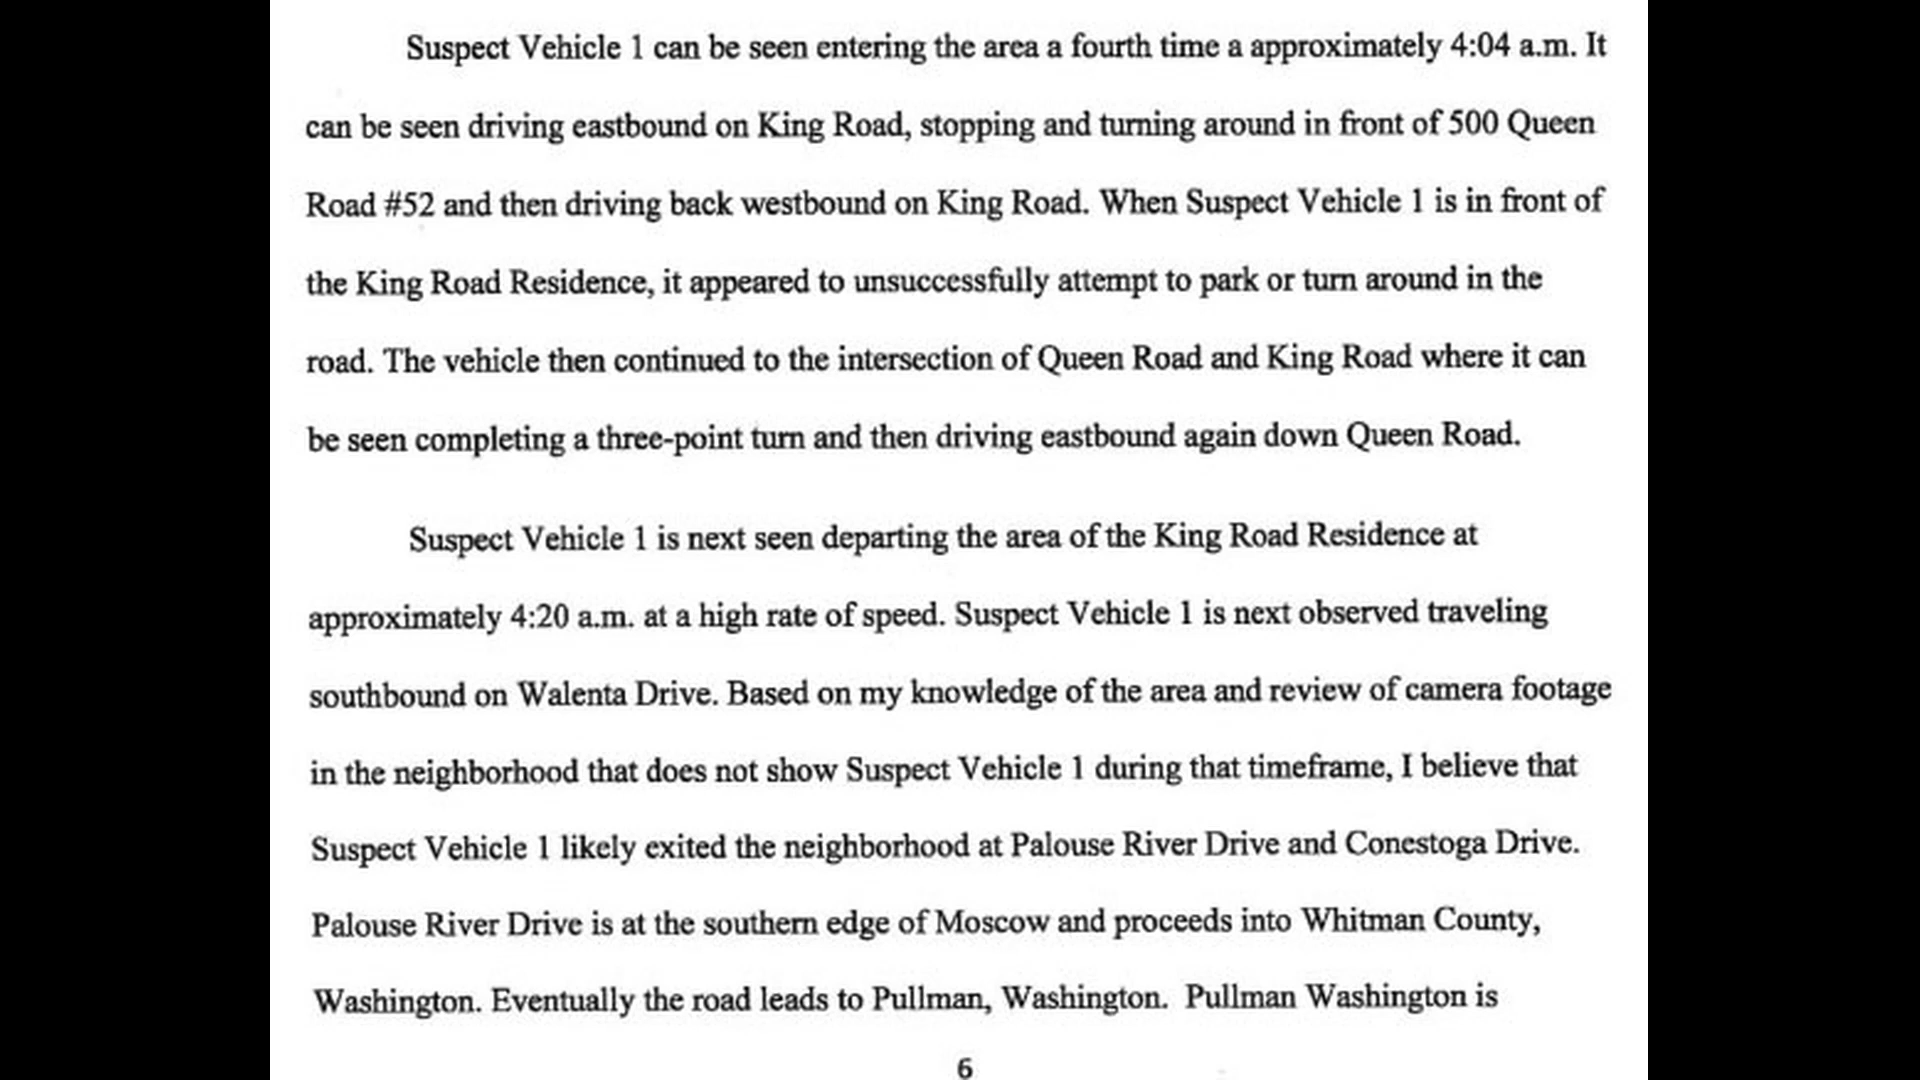 Suspect Vehicle 1 can be seen entering the area a fourth time a approximately 4:04 a.m. It
can be seen driving eastbound on King Road, stopping and turning around in front of 500 Queen
Road #52 and then driving back westbound on King Road. When Suspect Vehicle 1 is in front of
the King Road Residence, it appeared to unsuccessfully attempt to park or turn around in the
road. The vehicle then continued to the intersection of Queen Road and King Road where it can
be seen completing a three-point turn and then driving eastbound again down Queen Road.
Suspect Vehicle 1 is next seen departing the area of the King Road Residence at
approximately 4:20 a.m. at a high rate of speed. Suspect Vehicle 1 is next observed traveling
southbound on Walenta Drive. Based on my knowledge of the area and review of camera footage
in the neighborhood that does not show Suspect Vehicle 1 during that timeframe, I believe that
Suspect Vehicle 1 likely exited the neighborhood at Palouse River Drive and Conestoga Drive.
Palouse River Drive is at the southern edge of Moscow and proceeds into Whitman County,
Washington. Eventually the road leads to Pullman, Washington. Pullman Washington is
6